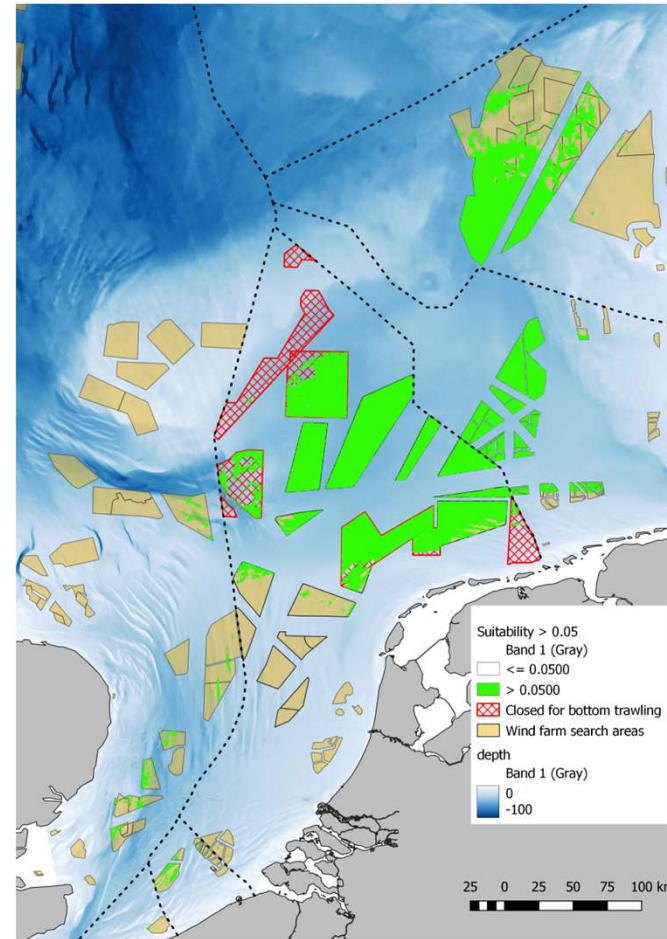 Suitability > 0.05
Band 1 (Gray)
<= 0.0500
> 0.0500
Closed for bottom trawling
Wind farm search areas
depth
Band 1 (Gray)
0
-100
25 0 25 50 75 100 km